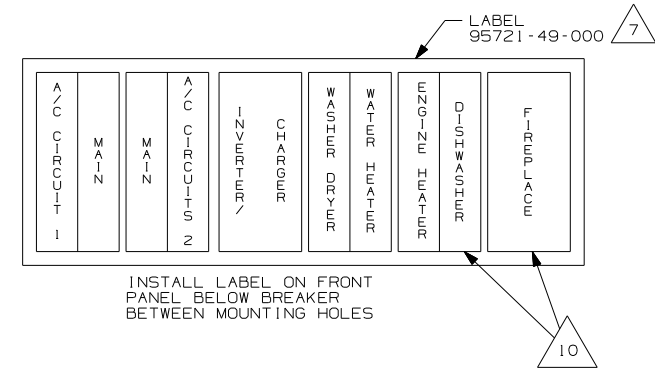 LABEL
95721-49-000
7
A/C CIRCUIT 1
MAIN
MAIN
A/C CIRCUITS 2
INVERTER/
CHARGER
WASHER DRYER
WATER HEATER
ENGINE HEATER
DISHWASHER
FIREPLACE
INSTALL LABEL ON FRONT
PANEL BELOW BREAKER
BETWEEN MOUNTING HOLES
10